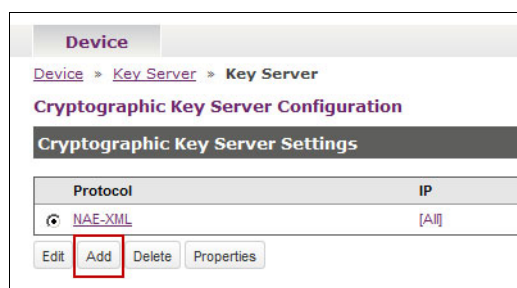 Device
Device » Key Server » Key Server
Cryptographic Key Server Configuration
Cryptographic Key Server Settings
Protocol IP
NAE-XML [All]
Edit Add Delete Properties